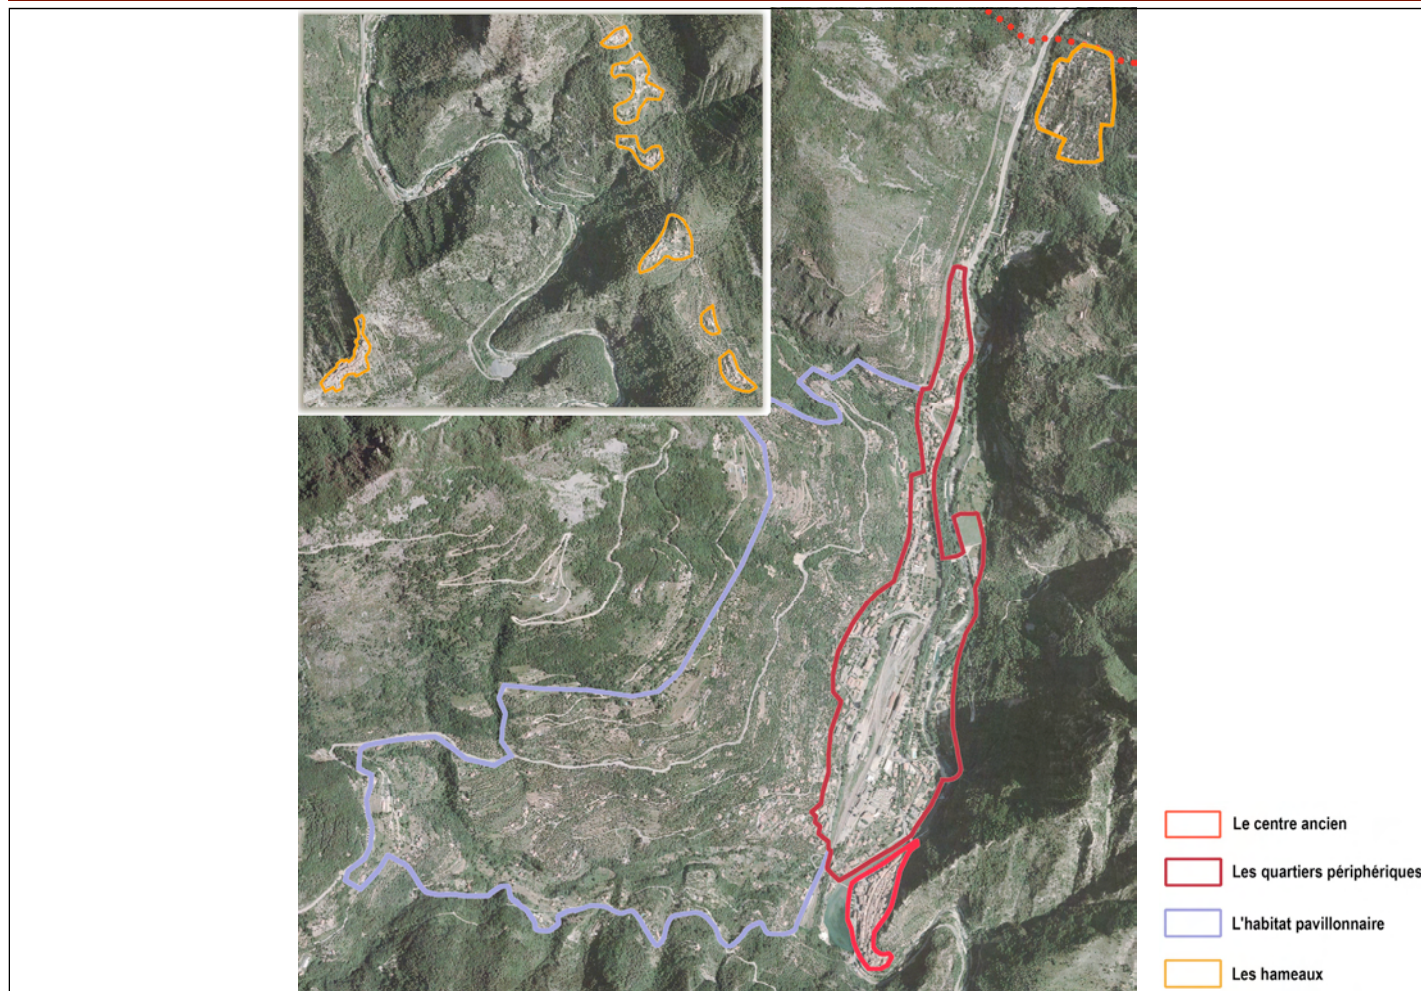 Le centre ancien
Les quartiers périphériques
L'habitat pavillonnaire
Les hameaux